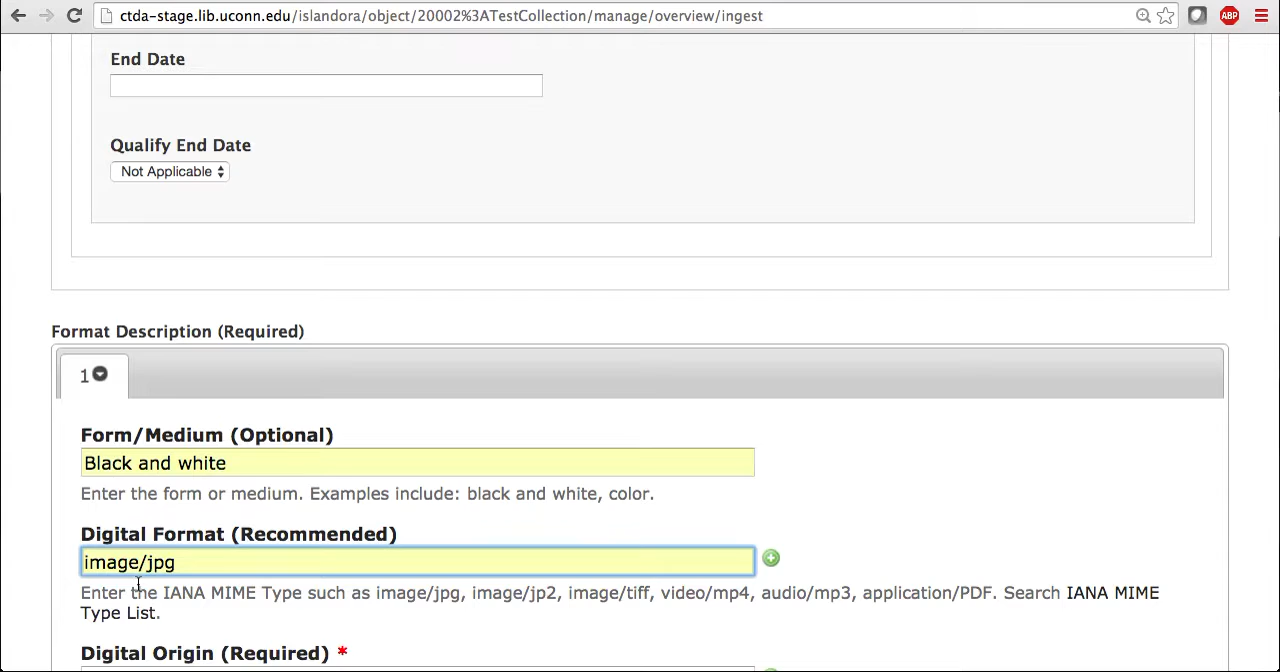 ctda-stage.lib.uconn.edu/islandora/object/20002%3ATestCollection/manage/overview/ingest
ABP
End Date
Qualify End Date
Not Applicable
Format Description (Required)
1
Form/Medium (Optional)
Black and white
Enter the form or medium. Examples include: black and white, color.
Digital Format (Recommended)
image/jpg
Enter the IANA MIME Type such as image/jpg, image/jp2, image/tiff, video/mp4, audio/mp3, application/PDF. Search IANA MIME
Type List.
Digital Origin (Required) *